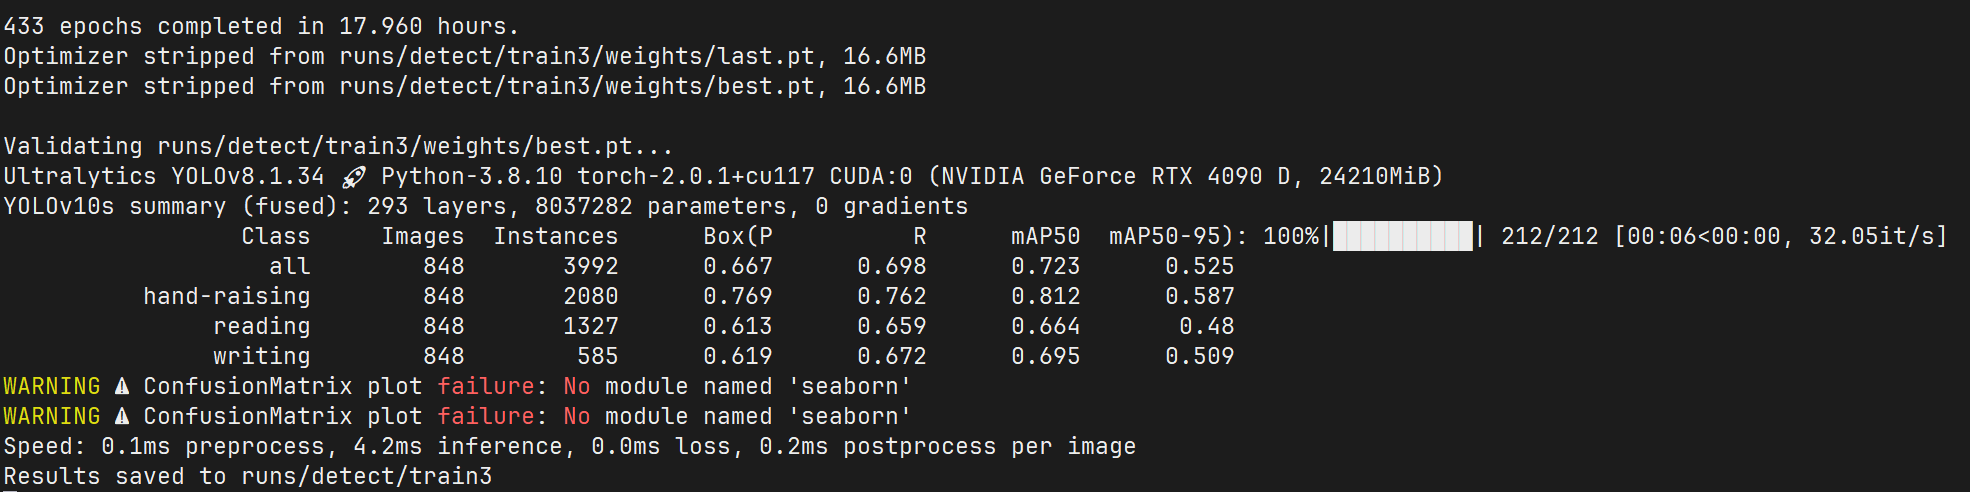 433 epochs completed in 17.960 hours.
Optimizer stripped from runs/detect/train3/weights/last.pt, 16.6MB
Optimizer stripped from runs/detect/train3/weights/best.pt, 16.6MB
Validating runs/detect/train3/weights/best.pt...
Ultralytics YOLOv8.1.34 🚀 Python-3.8.10 torch-2.0.1+cu117 CUDA:0 (NVIDIA GeForce RTX 4090 D, 24210MiB)
YOLOv10s summary (fused): 293 layers, 8037282 parameters, 0 gradients
Class Images Instances Box(P R mAP50 mAP50-95): 100%|██████████| 212/212 [00:06<00:00, 32.05it/s]
all 848 3992 0.667 0.698 0.723 0.525
hand-raising 848 2080 0.769 0.762 0.812 0.587
reading 848 1327 0.613 0.659 0.664 0.48
writing 848 585 0.619 0.672 0.695 0.509
WARNING ⚠ ConfusionMatrix plot failure: No module named 'seaborn'
WARNING ⚠ ConfusionMatrix plot failure: No module named 'seaborn'
Speed: 0.1ms preprocess, 4.2ms inference, 0.0ms loss, 0.2ms postprocess per image
Results saved to runs/detect/train3